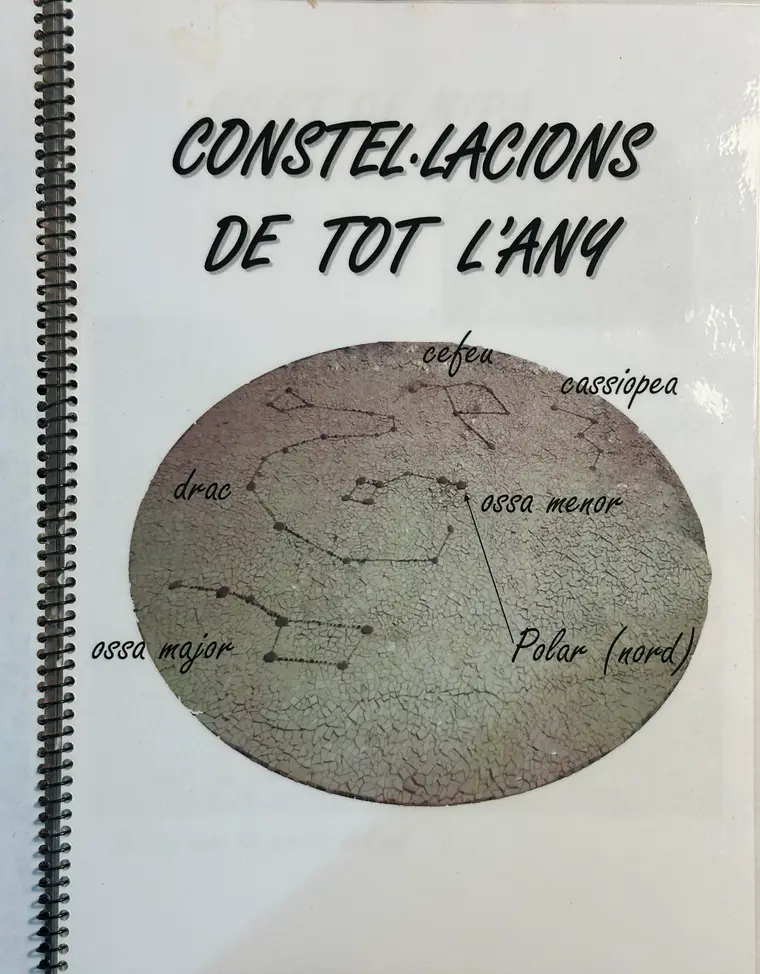 CONSTEL·LACIONS
DE TOT L'ANY
cefeu
cassiopea
drac
ossa menor
ossa major
Polar (nord)